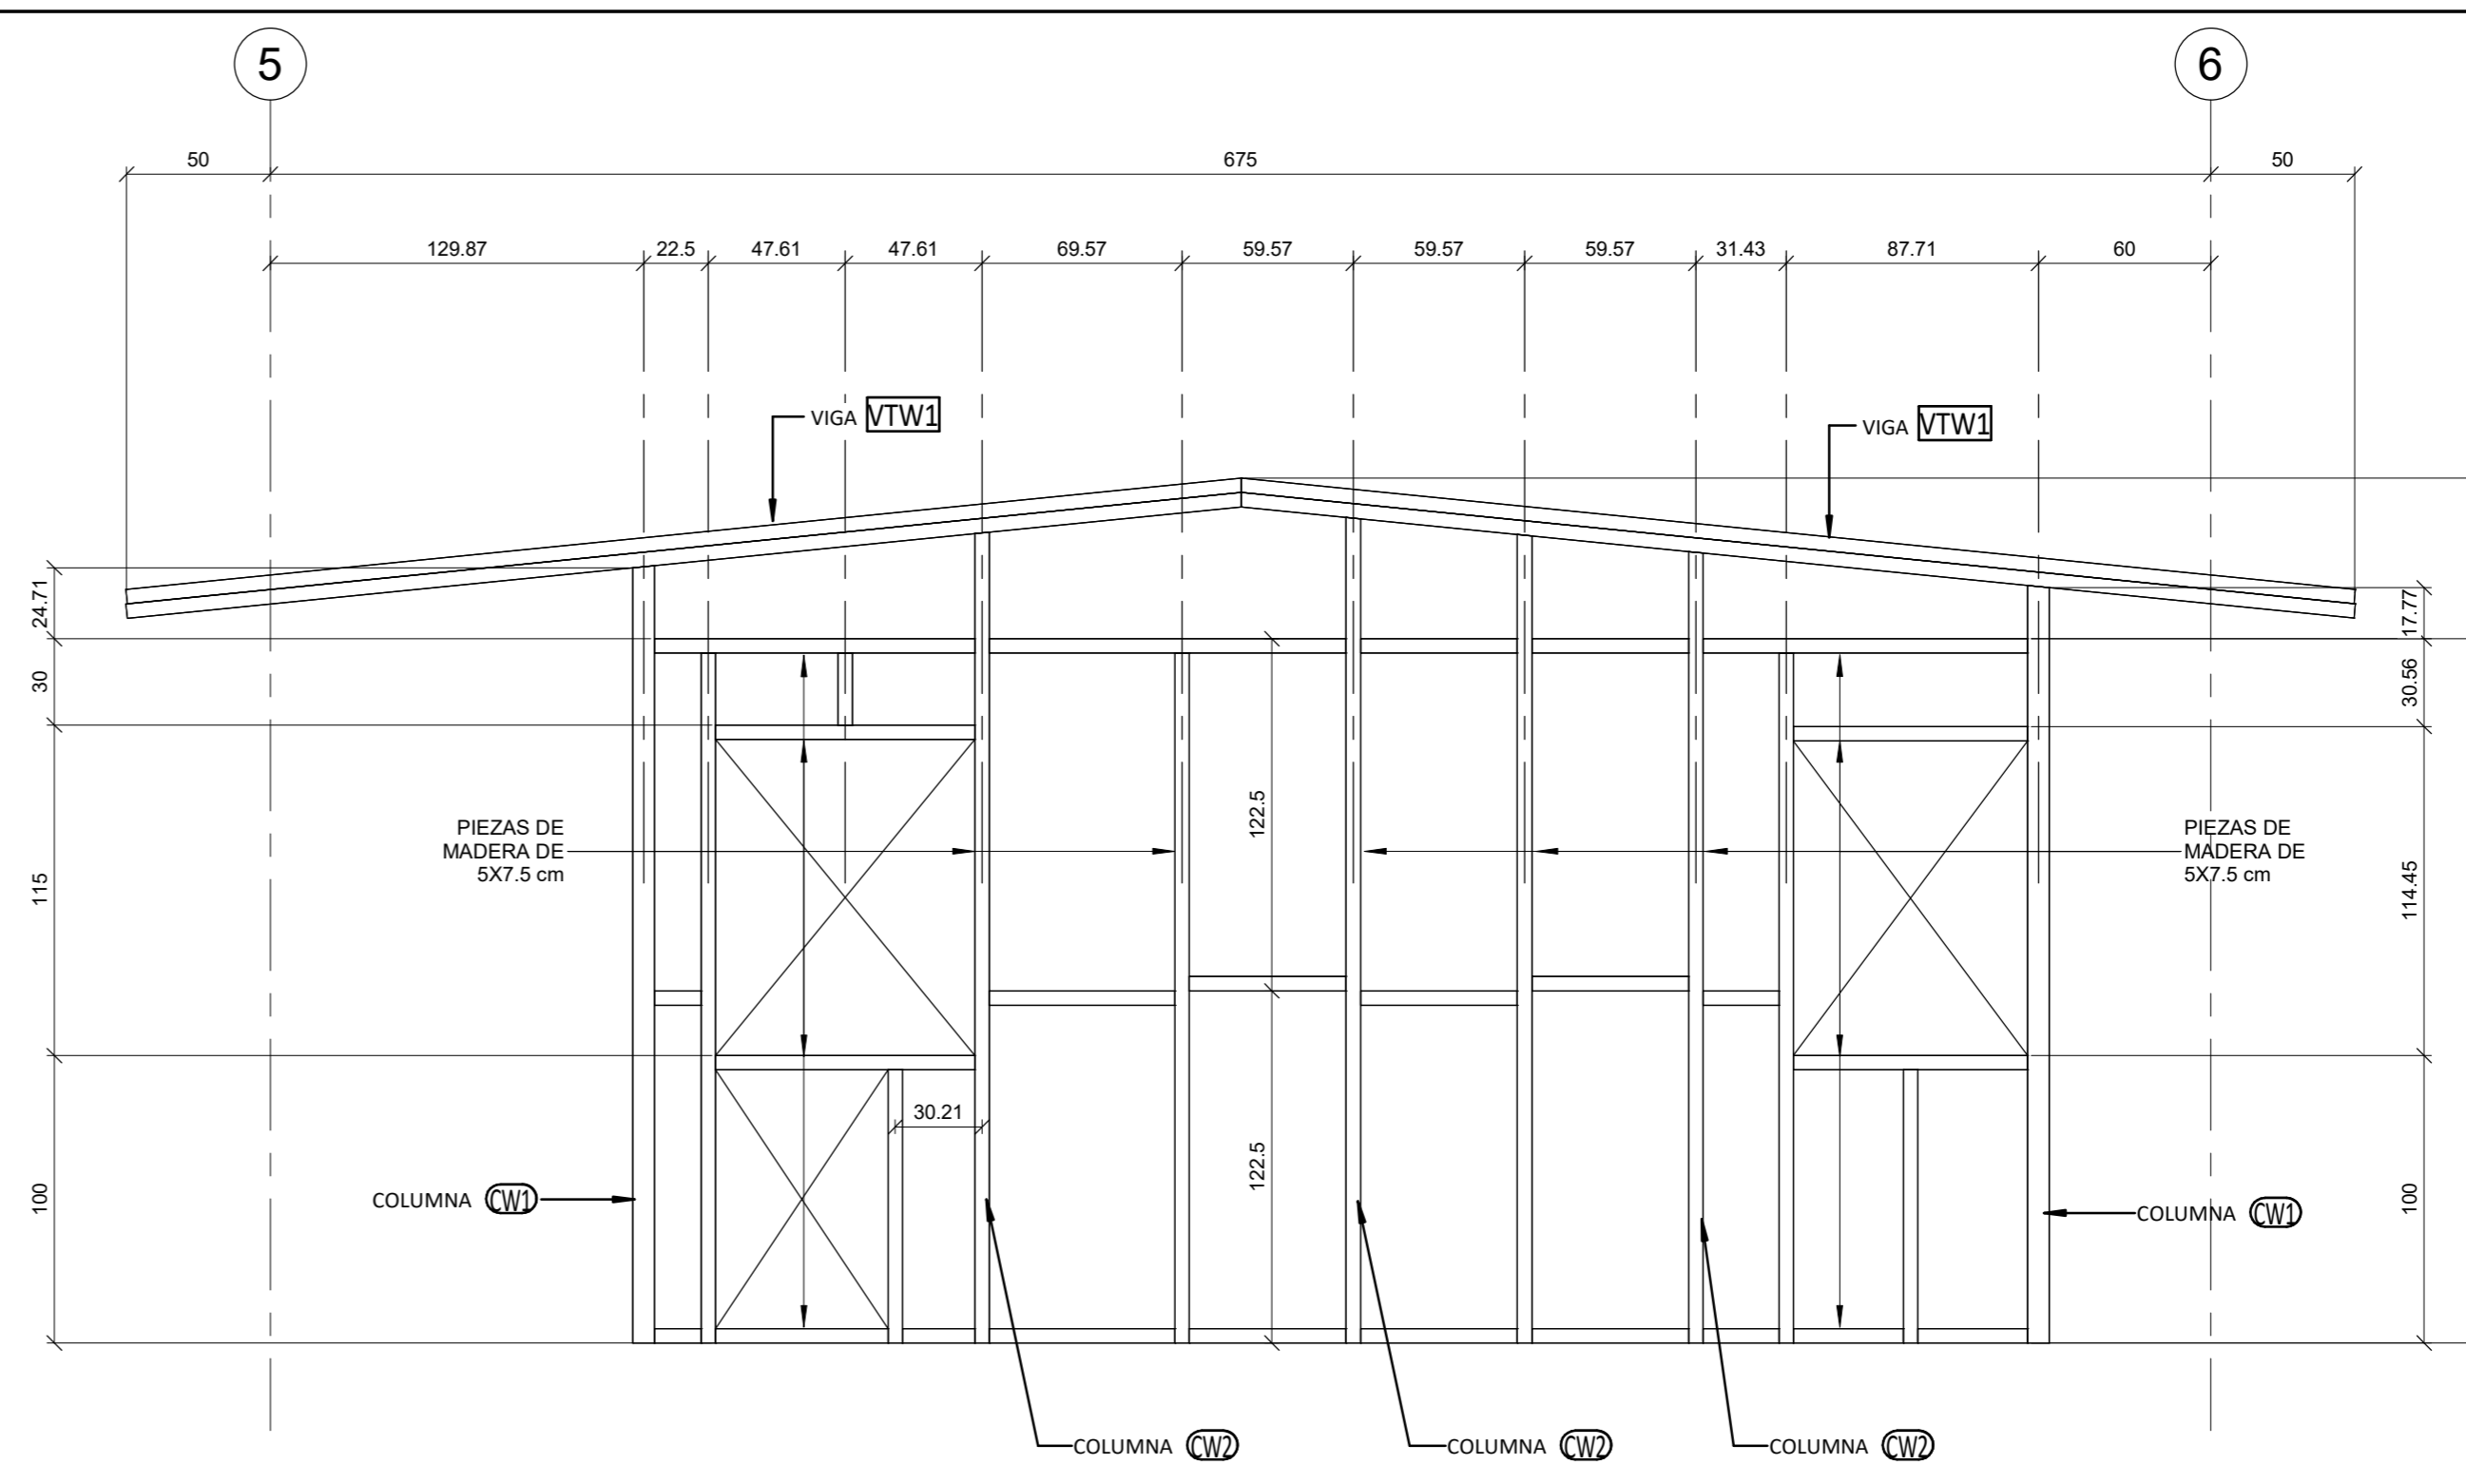 5
6
50
675
50
129.87
22.5
47.61
47.61
69.57
59.57
59.57
59.57
31.43
87.71
60
VIGA VTW1
VIGA VTW1
24.71
17.77
30
30.56
122.5
PIEZAS DE
MADERA DE
5X7.5 cm
PIEZAS DE
MADERA DE
5X7.5 cm
115
114.45
30.21
122.5
100
100
COLUMNA CW1
COLUMNA CW1
COLUMNA CW2
COLUMNA CW2
COLUMNA CW2